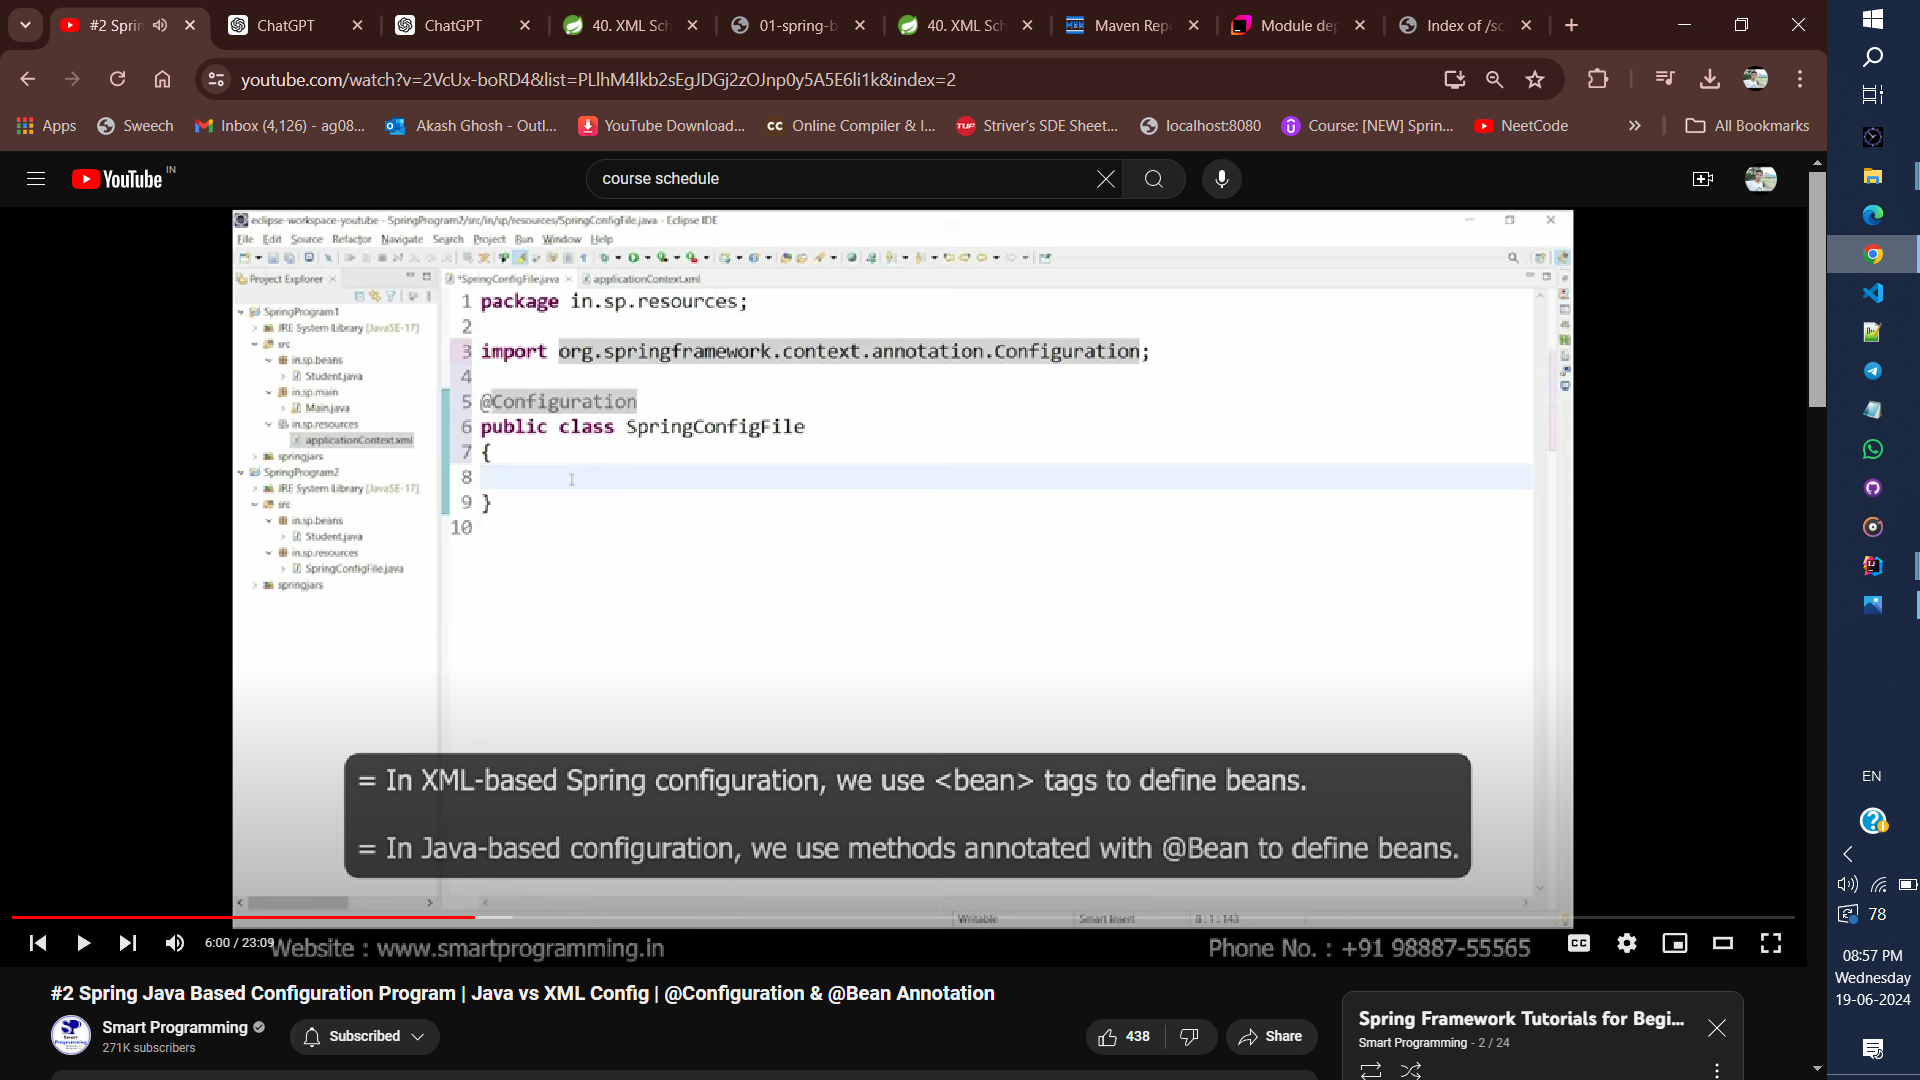 #2 Sprin
ChatGPT
ChatGPT
40. XML Sch
01-spring-b
40. XML Sch
Maven Rep
Module dep
Index of /sc
youtube.com/watch?v=2VcUx-boRD4&list=PLlhM4lkb2sEgJDGj2zOJnp0y5A5E6li1k&index=2
Apps
Sweech
Inbox (4,126) - ag08...
Akash Ghosh - Outl...
YouTube Download...
Online Compiler & I...
Striver's SDE Sheet...
localhost:8080
Course: [NEW] Sprin...
NeetCode
All Bookmarks
YouTube IN
course schedule
eclipse-workspace-youtube - SpringProgram2/src/in/sp/resources/SpringConfigFile.java - Eclipse IDE
File Edit Source Refactor Navigate Search Project Run Window Help
Project Explorer
*SpringConfigFile.java
applicationContext.xml
SpringProgram1
JRE System Library [JavaSE-17]
src
in.sp.beans
Student.java
in.sp.main
Main.java
in.sp.resources
applicationContext.xml
springjars
SpringProgram2
JRE System Library [JavaSE-17]
src
in.sp.beans
Student.java
in.sp.resources
SpringConfigFile.java
springjars
1 package in.sp.resources;
2
3 import org.springframework.context.annotation.Configuration;
4
5 @Configuration
6 public class SpringConfigFile
7 {
8
9 }
10
= In XML-based Spring configuration, we use <bean> tags to define beans.
= In Java-based configuration, we use methods annotated with @Bean to define beans.
Writable
Smart Insert
8 : 1 : 143
6:00 / 23:09
Website : www.smartprogramming.in
Phone No. : +91 98887-55565
CC
#2 Spring Java Based Configuration Program | Java vs XML Config | @Configuration & @Bean Annotation
Smart Programming
271K subscribers
Subscribed
438
Share
Spring Framework Tutorials for Begi...
Smart Programming - 2 / 24
EN
78
08:57 PM
Wednesday
19-06-2024